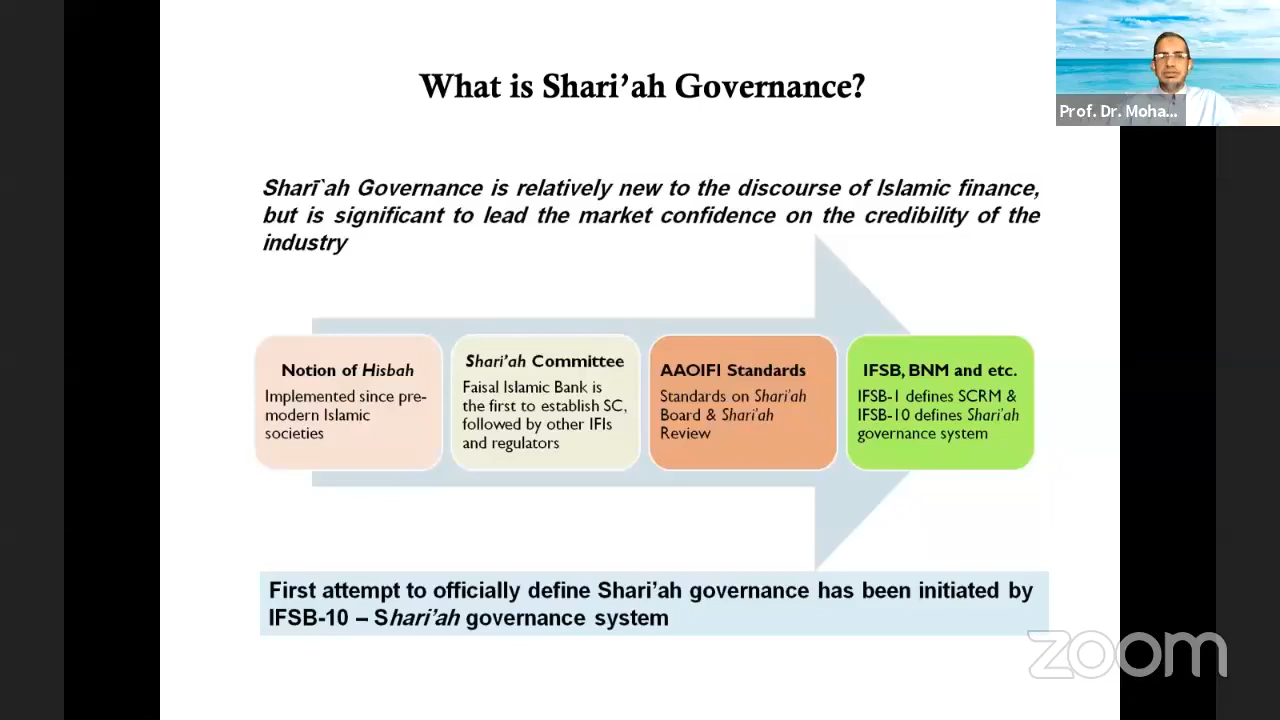 What is Shari’ah Governance?
Prof. Dr. Moha...
Sharī`ah Governance is relatively new to the discourse of Islamic finance,
but is significant to lead the market confidence on the credibility of the
industry
Notion of Hisbah
Implemented since pre-
modern Islamic
societies
Shari’ah Committee
Faisal Islamic Bank is
the first to establish SC,
followed by other IFIs
and regulators
AAOIFI Standards
Standards on Shari’ah
Board & Shari’ah
Review
IFSB, BNM and etc.
IFSB-1 defines SCRM &
IFSB-10 defines Shari’ah
governance system
First attempt to officially define Shari’ah governance has been initiated by
IFSB-10 – Shari’ah governance system
zoom